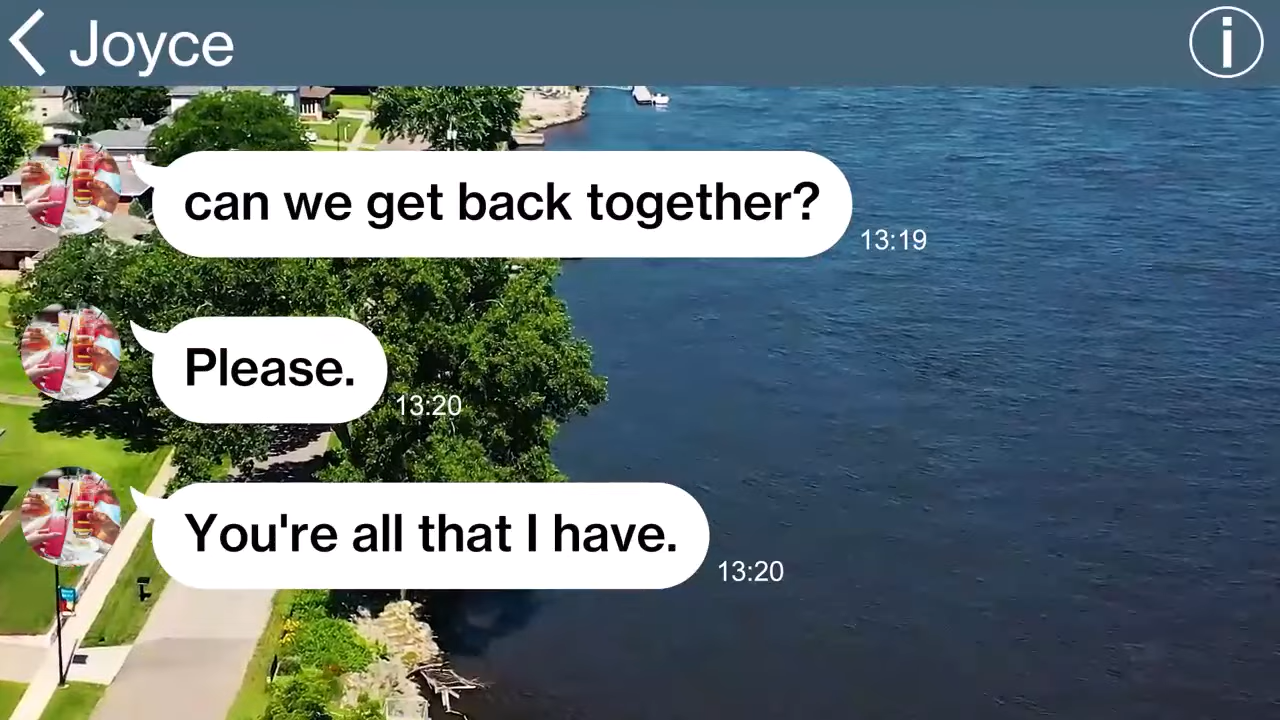 Joyce
can we get back together?
13:19
Please.
13:20
You're all that I have.
13:20